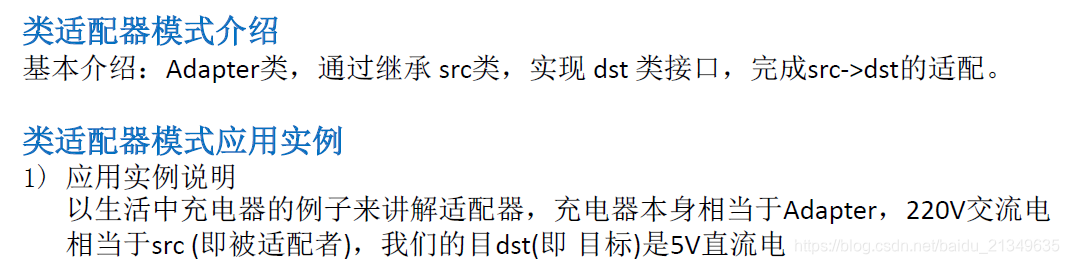 类适配器模式介绍
基本介绍：Adapter类，通过继承 src类，实现 dst 类接口，完成src->dst的适配。
类适配器模式应用实例
1) 应用实例说明
以生活中充电器的例子来讲解适配器，充电器本身相当于Adapter，220V交流电
相当于src (即被适配者)，我们的目dst(即 目标)是5V直流电
https://blog.csdn.net/baidu_21349635